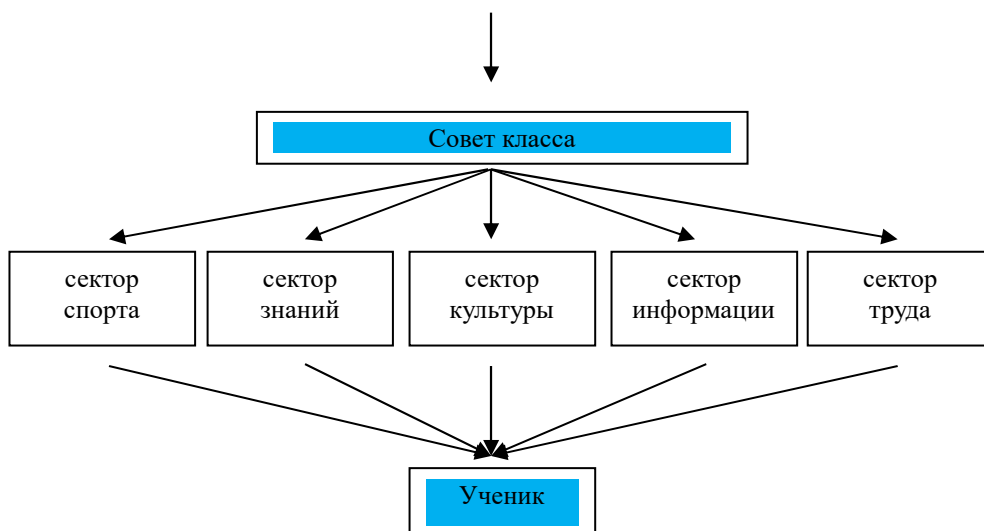 Совет класса
сектор
спорта
сектор
знаний
сектор
культуры
сектор
информации
сектор
труда
Ученик